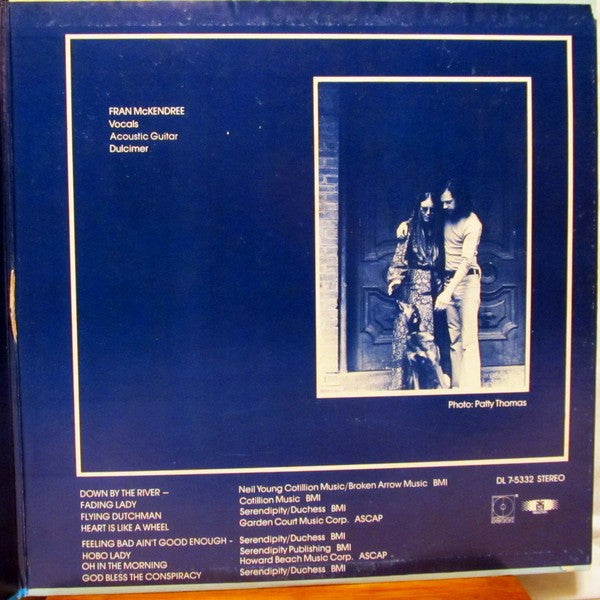 FRAN McKENDREE
Vocals
Acoustic Guitar
Dulcimer
Photo: Patty Thomas
DL 7-5332 STEREO
DOWN BY THE RIVER — Neil Young Cotillion Music/Broken Arrow Music BMI
FADING LADY Cotillion Music BMI
FLYING DUTCHMAN Serendipity/Duchess BMI
HEART IS LIKE A WHEEL Garden Court Music Corp. ASCAP
FEELING BAD AIN'T GOOD ENOUGH - Serendipity/Duchess BMI
HOBO LADY Serendipity Publishing BMI
OH IN THE MORNING Howard Beach Music Corp. ASCAP -
GOD BLESS THE CONSPIRACY Serendipity/Duchess BMI